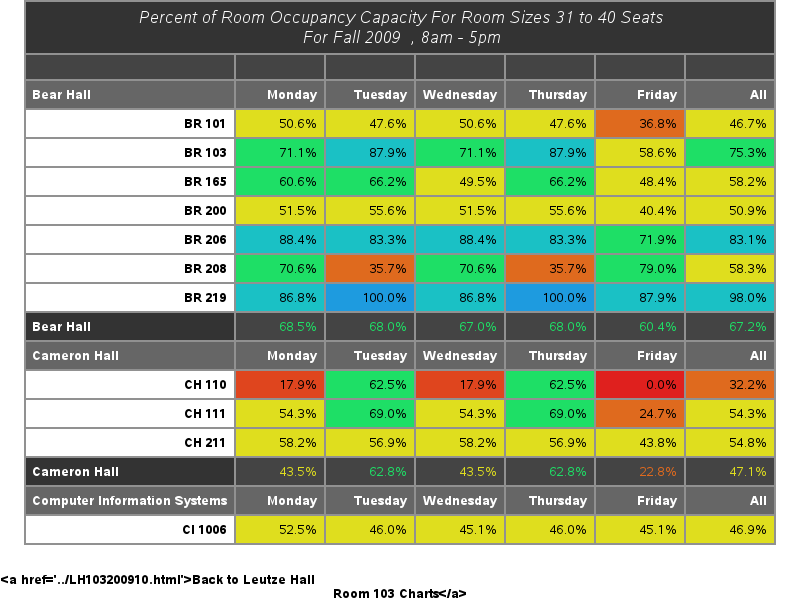 Percent of Room Occupancy Capacity For Room Sizes 31 to 40 Seats
For Fall 2009 , 8am - 5pm
Bear Hall Monday Tuesday Wednesday Thursday Friday All
BR 101 50.6% 47.6% 50.6% 47.6% 36.8% 46.7%
BR 103 71.1% 87.9% 71.1% 87.9% 58.6% 75.3%
BR 165 60.6% 66.2% 49.5% 66.2% 48.4% 58.2%
BR 200 51.5% 55.6% 51.5% 55.6% 40.4% 50.9%
BR 206 88.4% 83.3% 88.4% 83.3% 71.9% 83.1%
BR 208 70.6% 35.7% 70.6% 35.7% 79.0% 58.3%
BR 219 86.8% 100.0% 86.8% 100.0% 87.9% 98.0%
Bear Hall 68.5% 68.0% 67.0% 68.0% 60.4% 67.2%
Cameron Hall Monday Tuesday Wednesday Thursday Friday All
CH 110 17.9% 62.5% 17.9% 62.5% 0.0% 32.2%
CH 111 54.3% 69.0% 54.3% 69.0% 24.7% 54.3%
CH 211 58.2% 56.9% 58.2% 56.9% 43.8% 54.8%
Cameron Hall 43.5% 62.8% 43.5% 62.8% 22.8% 47.1%
Computer Information Systems Monday Tuesday Wednesday Thursday Friday All
CI 1006 52.5% 46.0% 45.1% 46.0% 45.1% 46.9%
<a href='../LH103200910.html'>Back to Leutze Hall
Room 103 Charts</a>